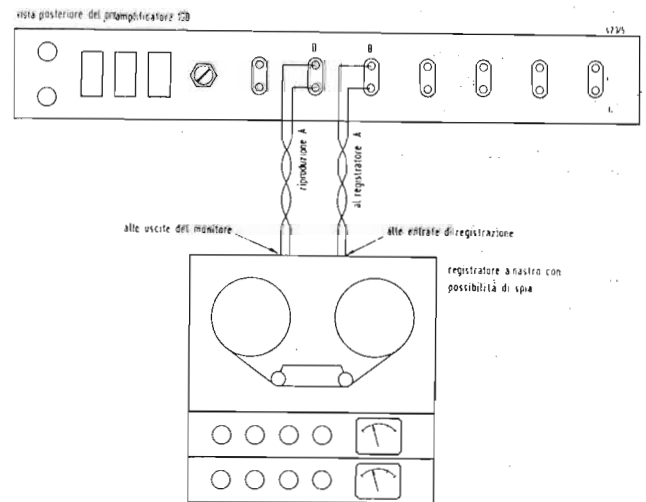 vista posteriore del preamplificatore
D
B
riproduzione A
al registratore A
alle uscite del monitore
alle entrate di registrazione
registratore a nastro con
possibilità di spia